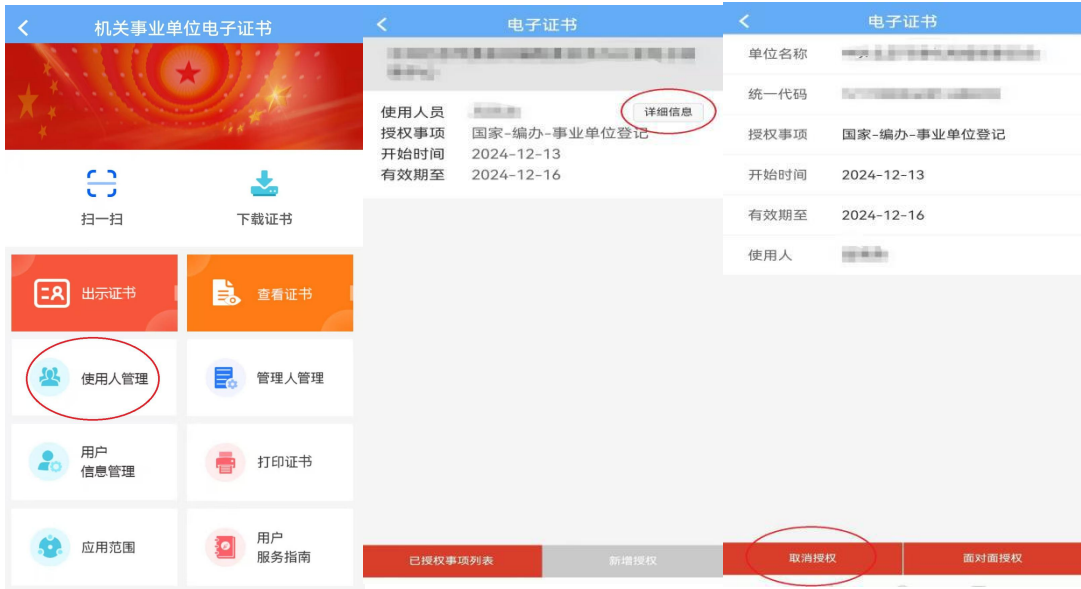 机关事业单位电子证书
扫一扫
下载证书
出示证书
查看证书
使用人管理
管理人管理
用户
信息管理
打印证书
应用范围
用户
服务指南
电子证书
使用人员
详细信息
授权事项 国家-编办-事业单位登记
开始时间 2024-12-13
有效期至 2024-12-16
已授权事项列表
新增授权
电子证书
单位名称
统一代码
授权事项 国家-编办-事业单位登记
开始时间 2024-12-13
有效期至 2024-12-16
使用人
取消授权
面对面授权